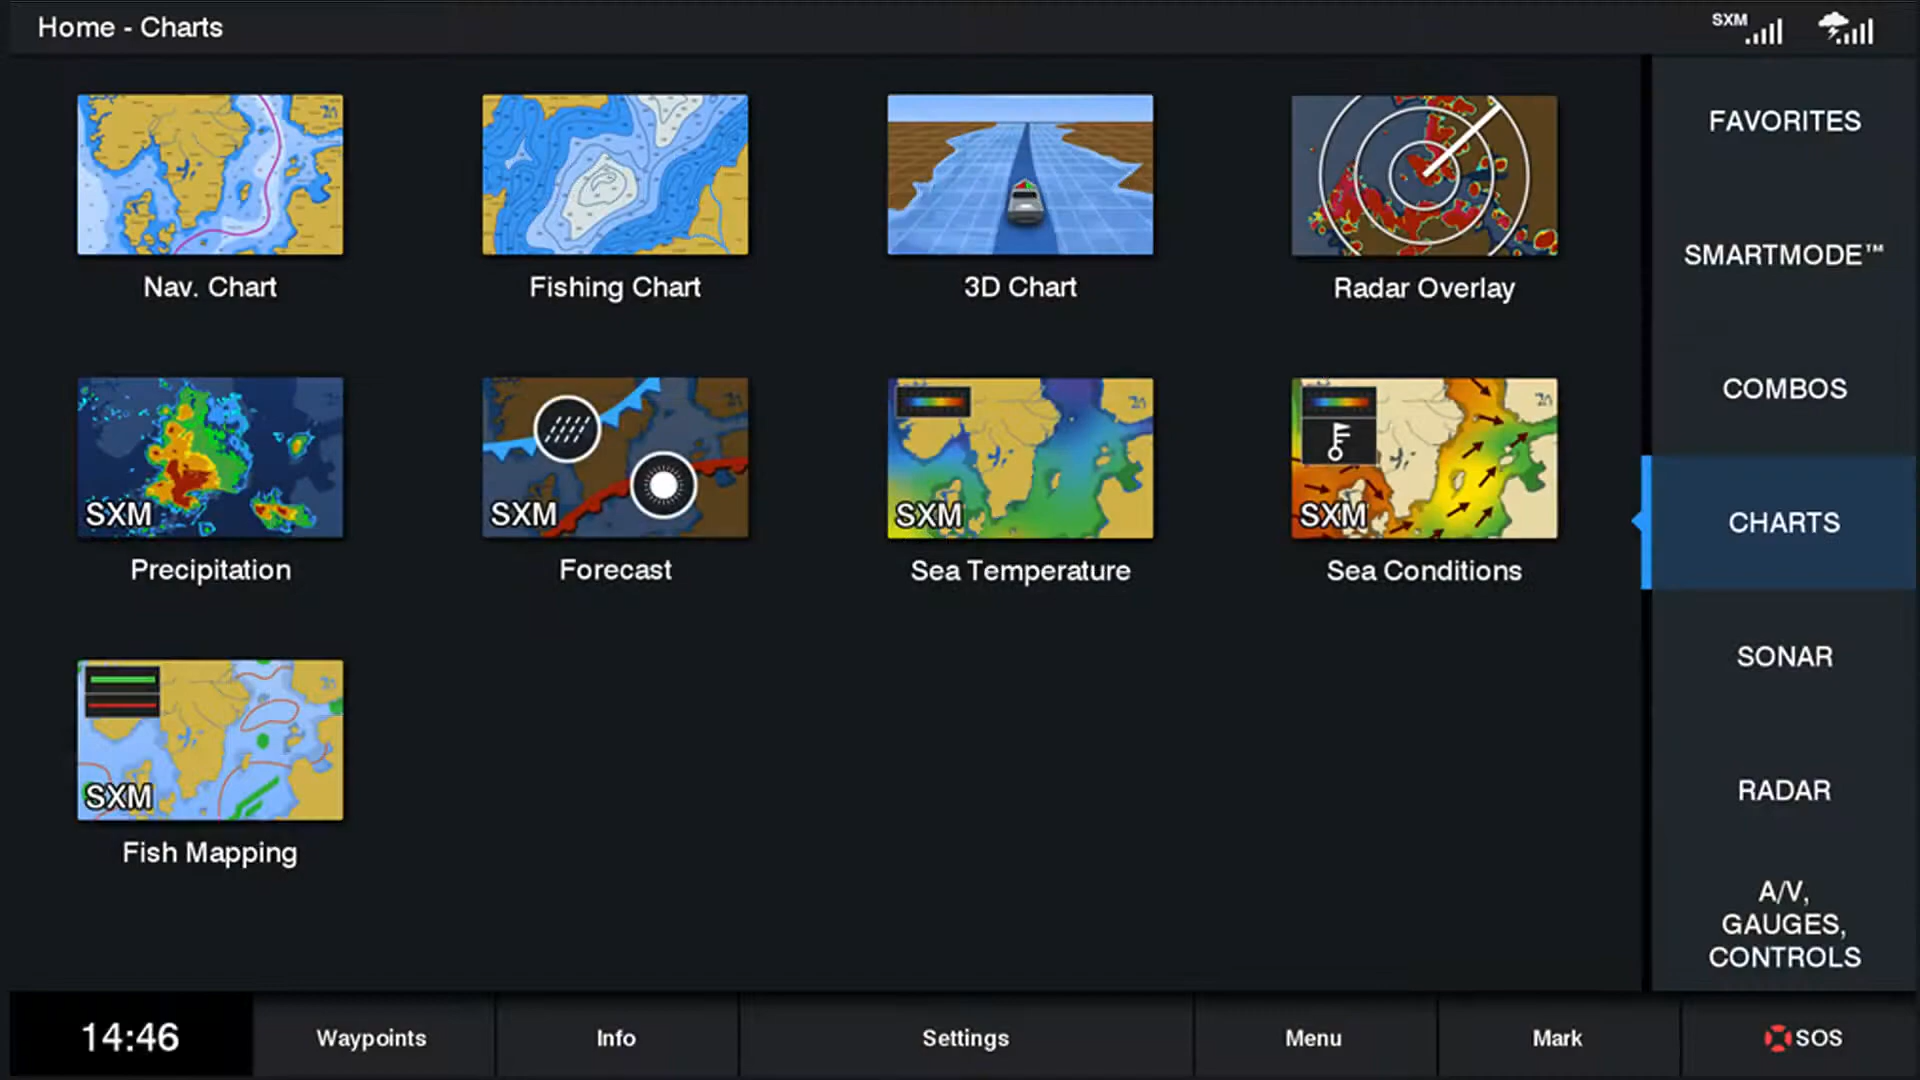 Home - Charts
SXM
Nav. Chart
Fishing Chart
3D Chart
Radar Overlay
SXM
SXM
SXM
SXM
Precipitation
Forecast
Sea Temperature
Sea Conditions
SXM
Fish Mapping
FAVORITES
SMARTMODE™
COMBOS
CHARTS
SONAR
RADAR
A/V,
GAUGES,
CONTROLS
14:46
Waypoints
Info
Settings
Menu
Mark
SOS